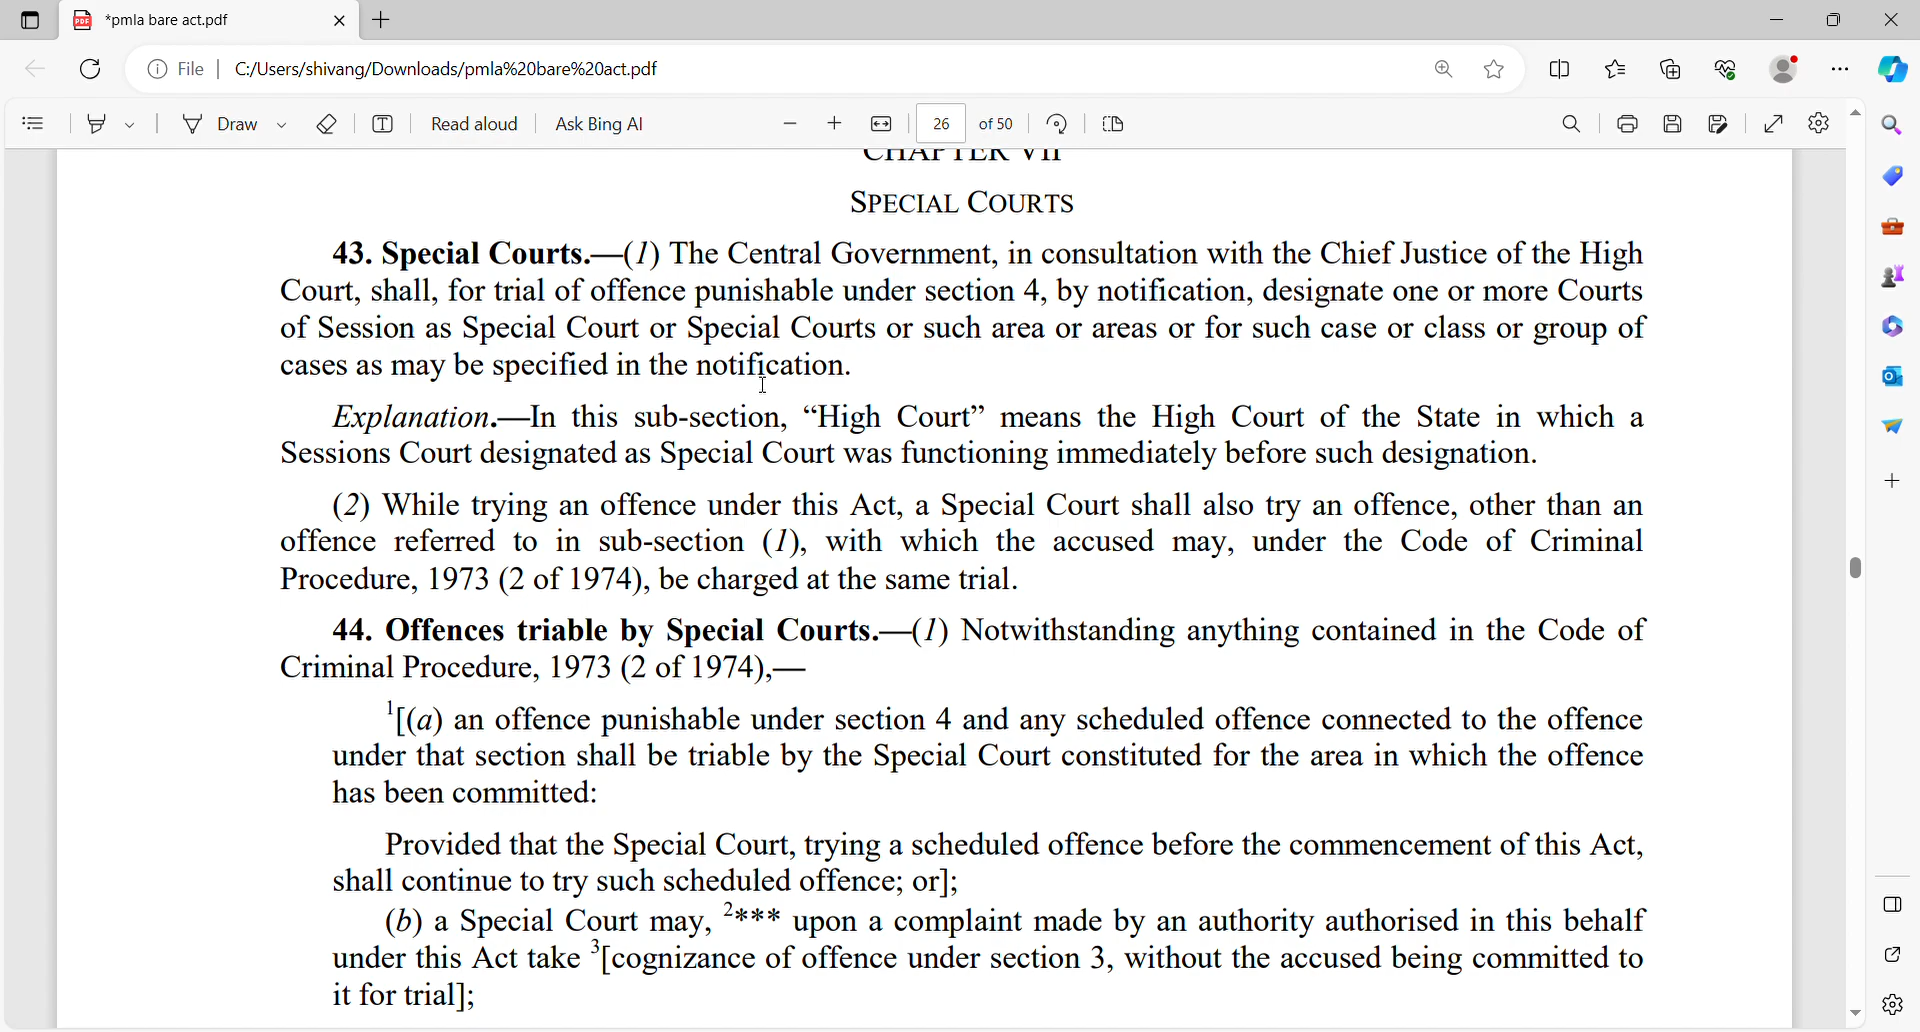 *pmla bare act.pdf
File | C:/Users/shivang/Downloads/pmla%20bare%20act.pdf
Draw Read aloud Ask Bing AI 26 of 50
CHAPTER VII
SPECIAL COURTS
43. Special Courts.—(1) The Central Government, in consultation with the Chief Justice of the High
Court, shall, for trial of offence punishable under section 4, by notification, designate one or more Courts
of Session as Special Court or Special Courts or such area or areas or for such case or class or group of
cases as may be specified in the notification.
Explanation.—In this sub-section, “High Court” means the High Court of the State in which a
Sessions Court designated as Special Court was functioning immediately before such designation.
(2) While trying an offence under this Act, a Special Court shall also try an offence, other than an
offence referred to in sub-section (1), with which the accused may, under the Code of Criminal
Procedure, 1973 (2 of 1974), be charged at the same trial.
44. Offences triable by Special Courts.—(1) Notwithstanding anything contained in the Code of
Criminal Procedure, 1973 (2 of 1974),—
1[(a) an offence punishable under section 4 and any scheduled offence connected to the offence
under that section shall be triable by the Special Court constituted for the area in which the offence
has been committed:
Provided that the Special Court, trying a scheduled offence before the commencement of this Act,
shall continue to try such scheduled offence; or];
(b) a Special Court may, 2*** upon a complaint made by an authority authorised in this behalf
under this Act take 3[cognizance of offence under section 3, without the accused being committed to
it for trial];